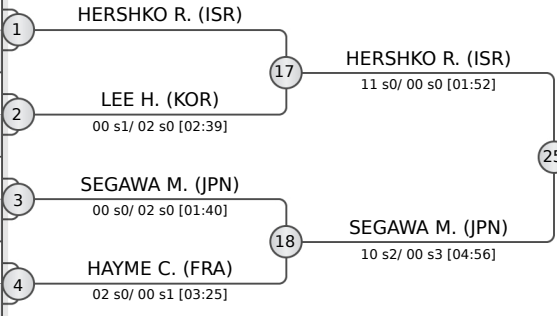 HERSHKO R. (ISR)
1
HERSHKO R. (ISR)
17
11 s0/ 00 s0 [01:52]
LEE H. (KOR)
2
00 s1/ 02 s0 [02:39]
25
SEGAWA M. (JPN)
3
00 s0/ 02 s0 [01:40]
SEGAWA M. (JPN)
18
10 s2/ 00 s3 [04:56]
HAYME C. (FRA)
4
02 s0/ 00 s1 [03:25]